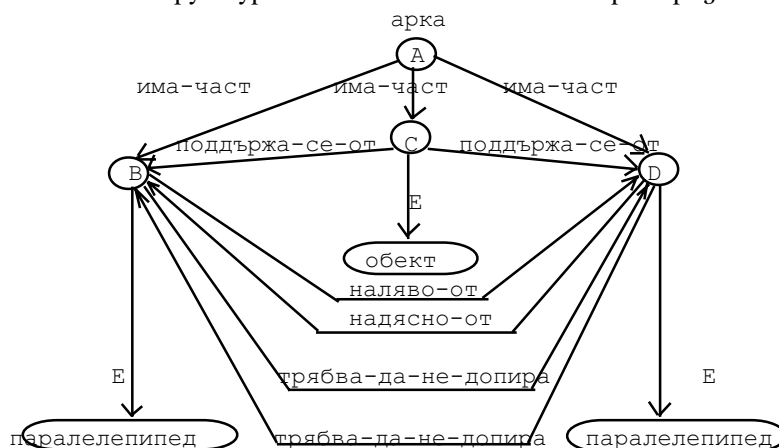 арка
A
има-част има-част има-част
поддържа-се-от C поддържа-се-от
B D
E
обект
наляво-от
надясно-от
E трябва-да-не-допира E
паралелепипед трябва-да-не-допира паралелепипед